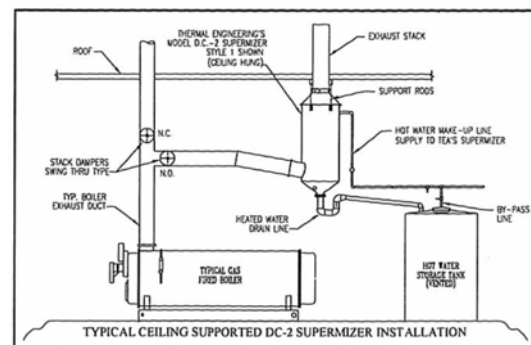 THERMAL ENGINEERING'S
MODEL D.C.-2 SUPERMIZER
STYLE 1 SHOWN
(CEILING HUNG)
EXHAUST STACK
ROOF
SUPPORT RODS
N.C.
HOT WATER MAKE-UP LINE
SUPPLY TO TEA'S SUPERMIZER
STACK DAMPERS
SWING THRU TYPE
N.O.
TYP. BOILER
EXHAUST DUCT
HEATED WATER
DRAIN LINE
BY-PASS
LINE
TYPICAL GAS
FIRED BOILER
HOT WATER
STORAGE TANK
(VENTED)
TYPICAL CEILING SUPPORTED DC-2 SUPERMIZER INSTALLATION